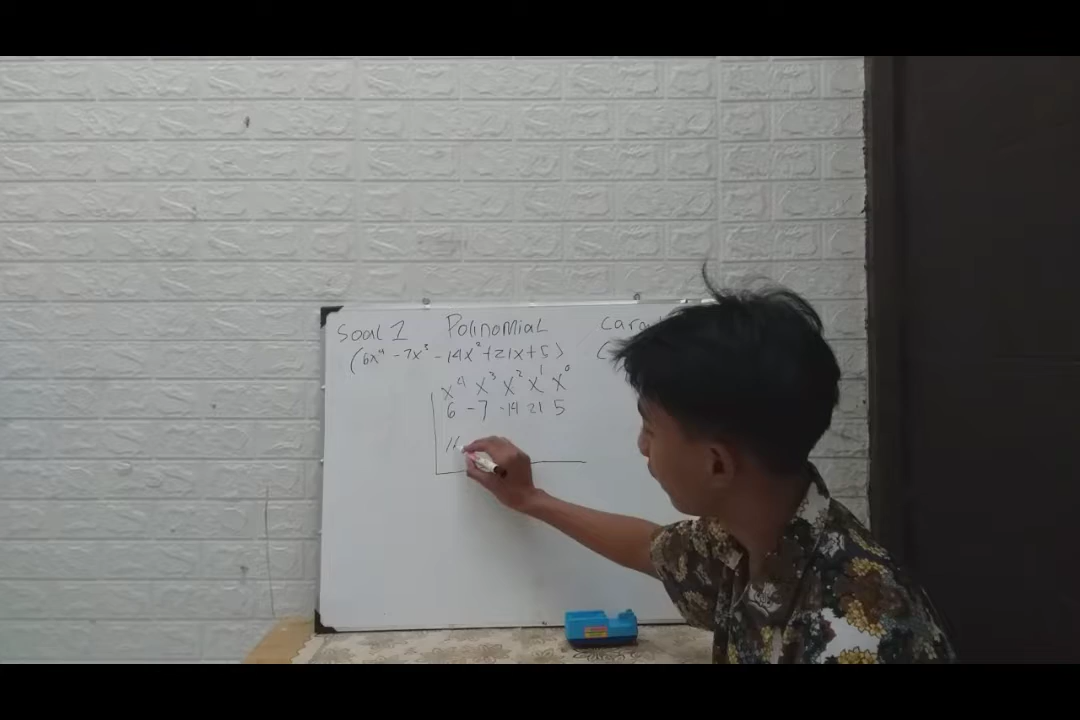 Soal 1 Polinomial
(6x⁴ - 7x³ - 14x² + 21x + 5)
x⁴ x³ x² x¹ x⁰
6 -7 -14 21 5